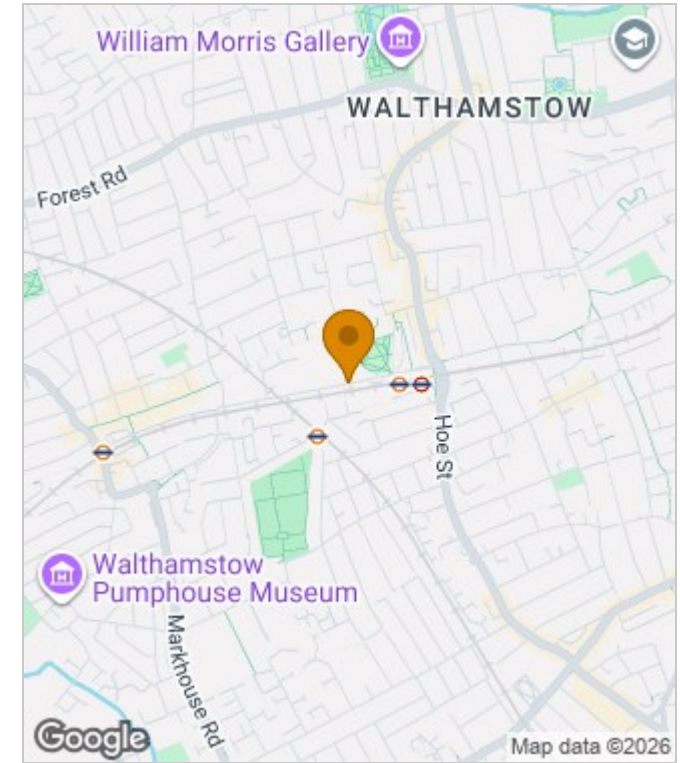 William Morris Gallery
WALTHAMSTOW
Forest Rd
Hoe St
Walthamstow
Pumphouse Museum
Markhouse Rd
Google
Map data ©2026